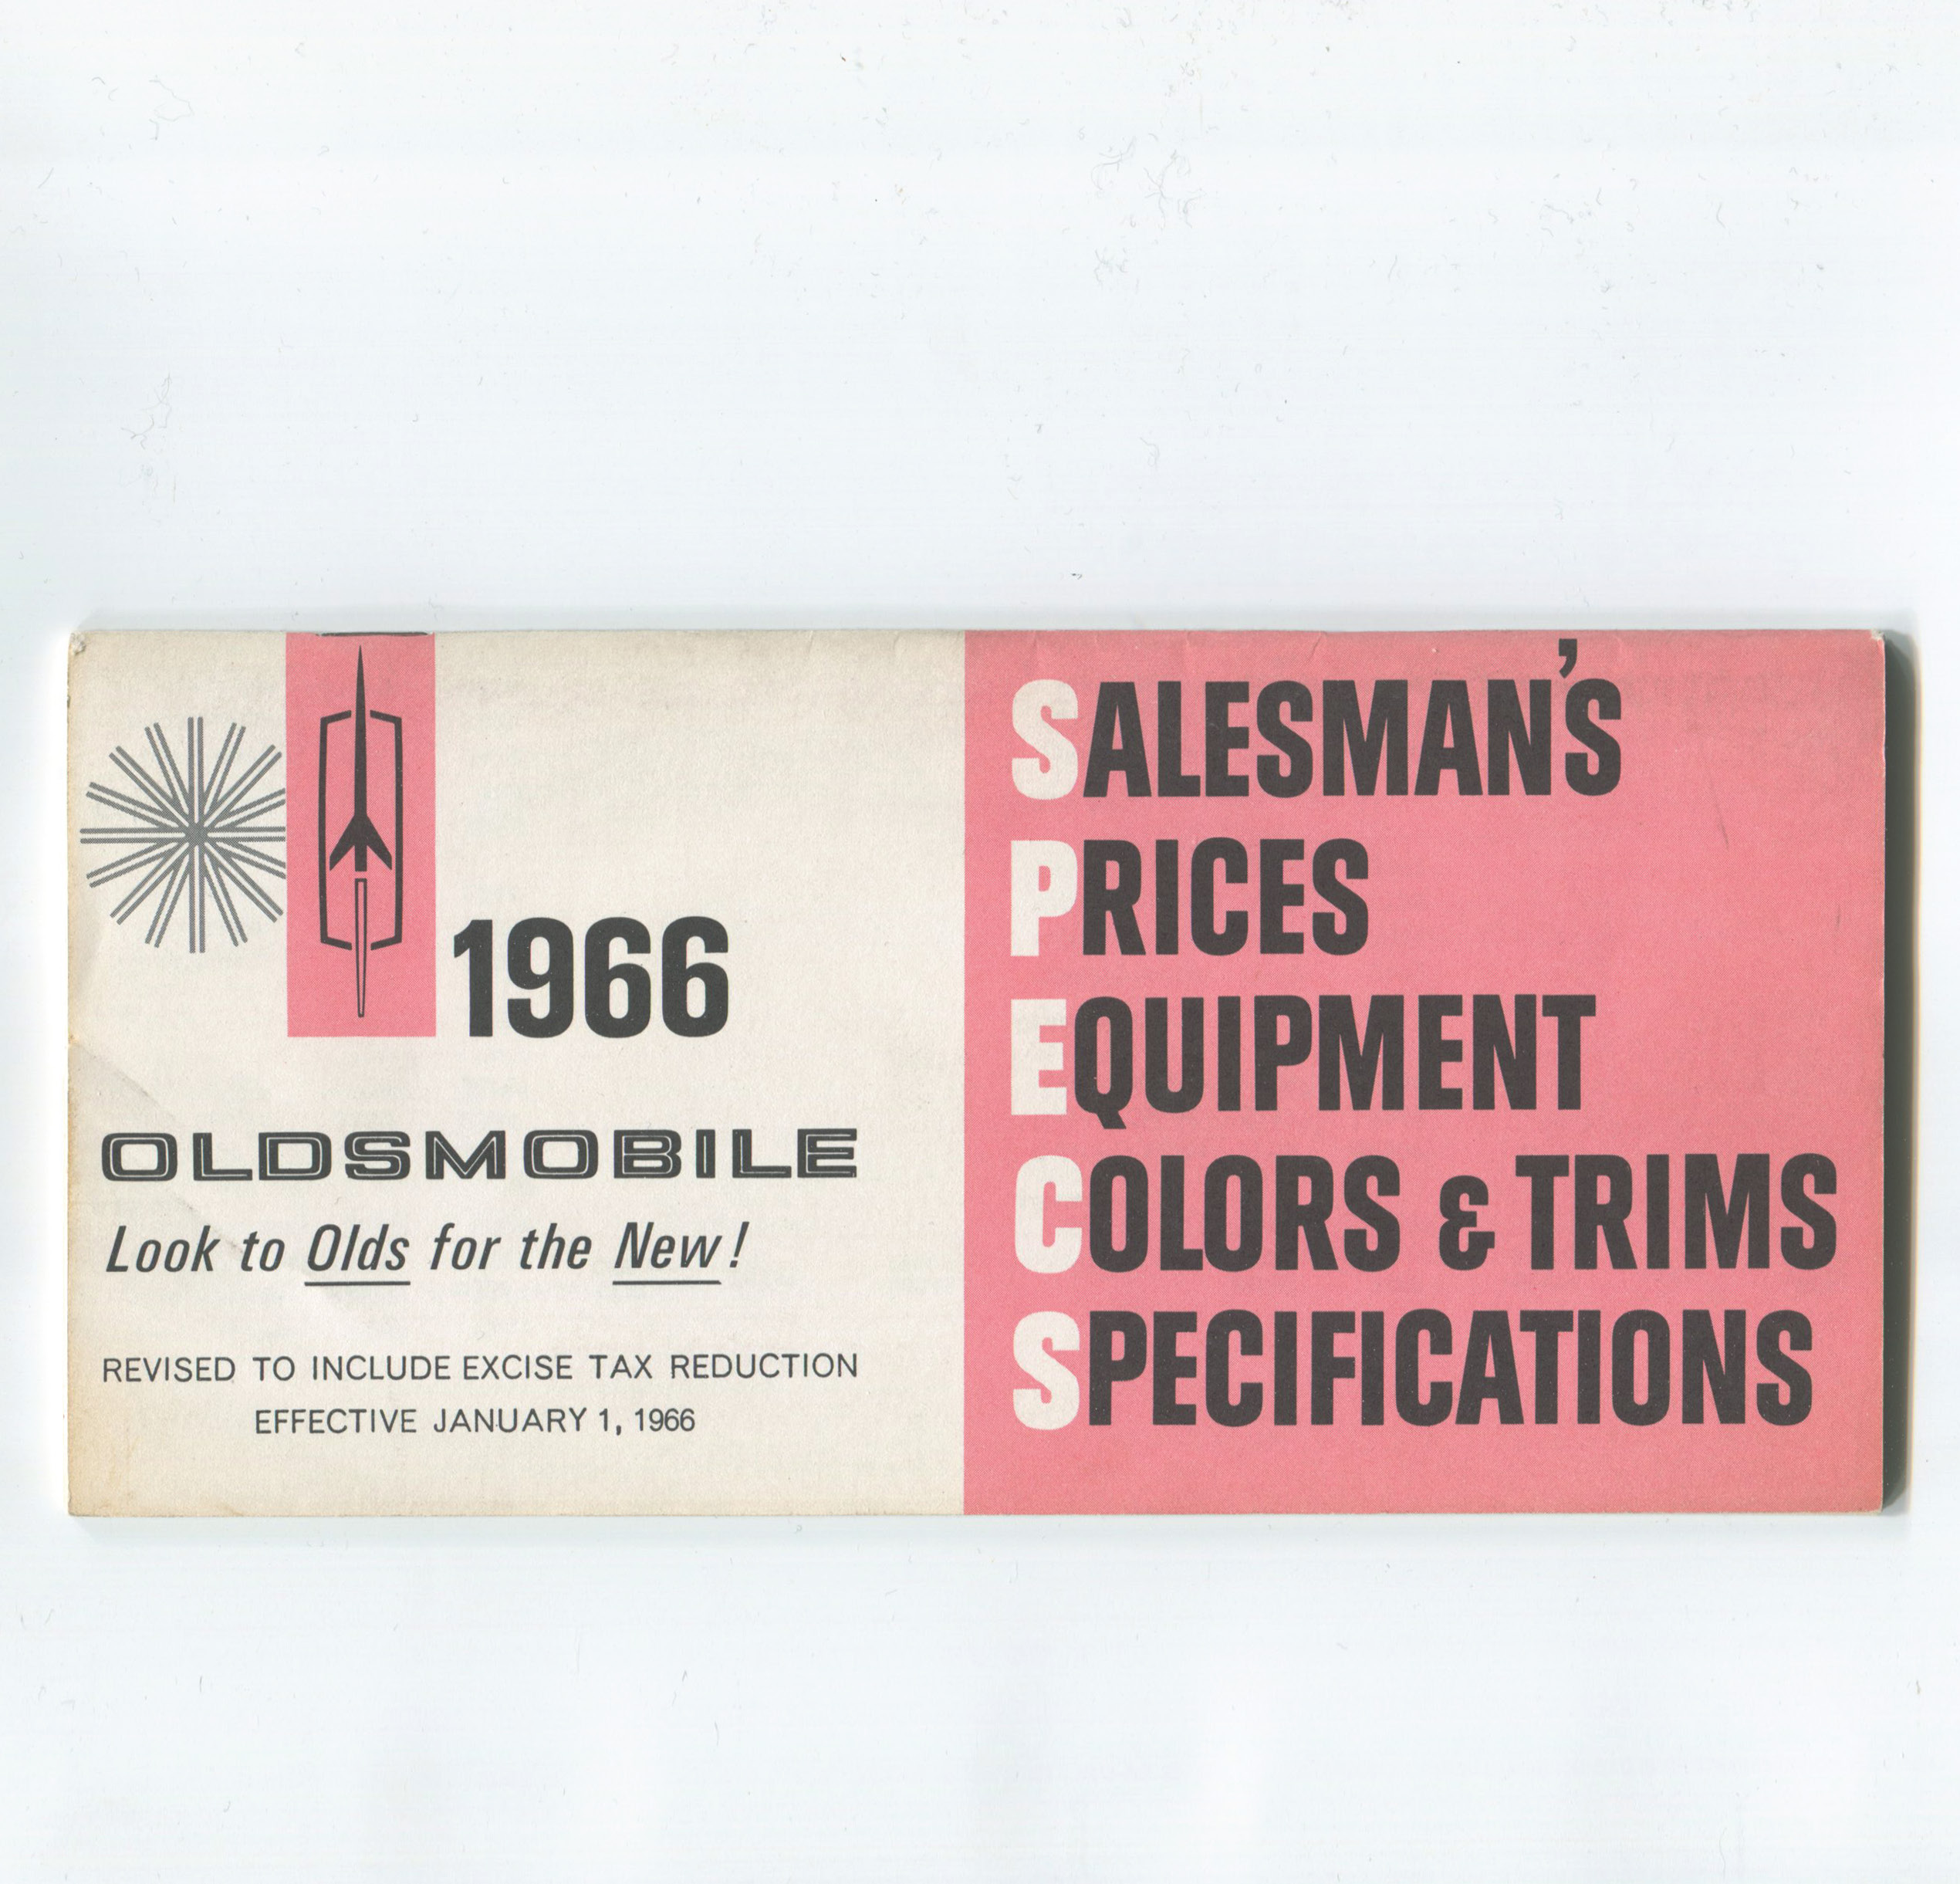 1966
OLDSMOBILE
Look to Olds for the New!
REVISED TO INCLUDE EXCISE TAX REDUCTION
EFFECTIVE JANUARY 1, 1966
SALESMAN'S
PRICES
EQUIPMENT
COLORS & TRIMS
SPECIFICATIONS